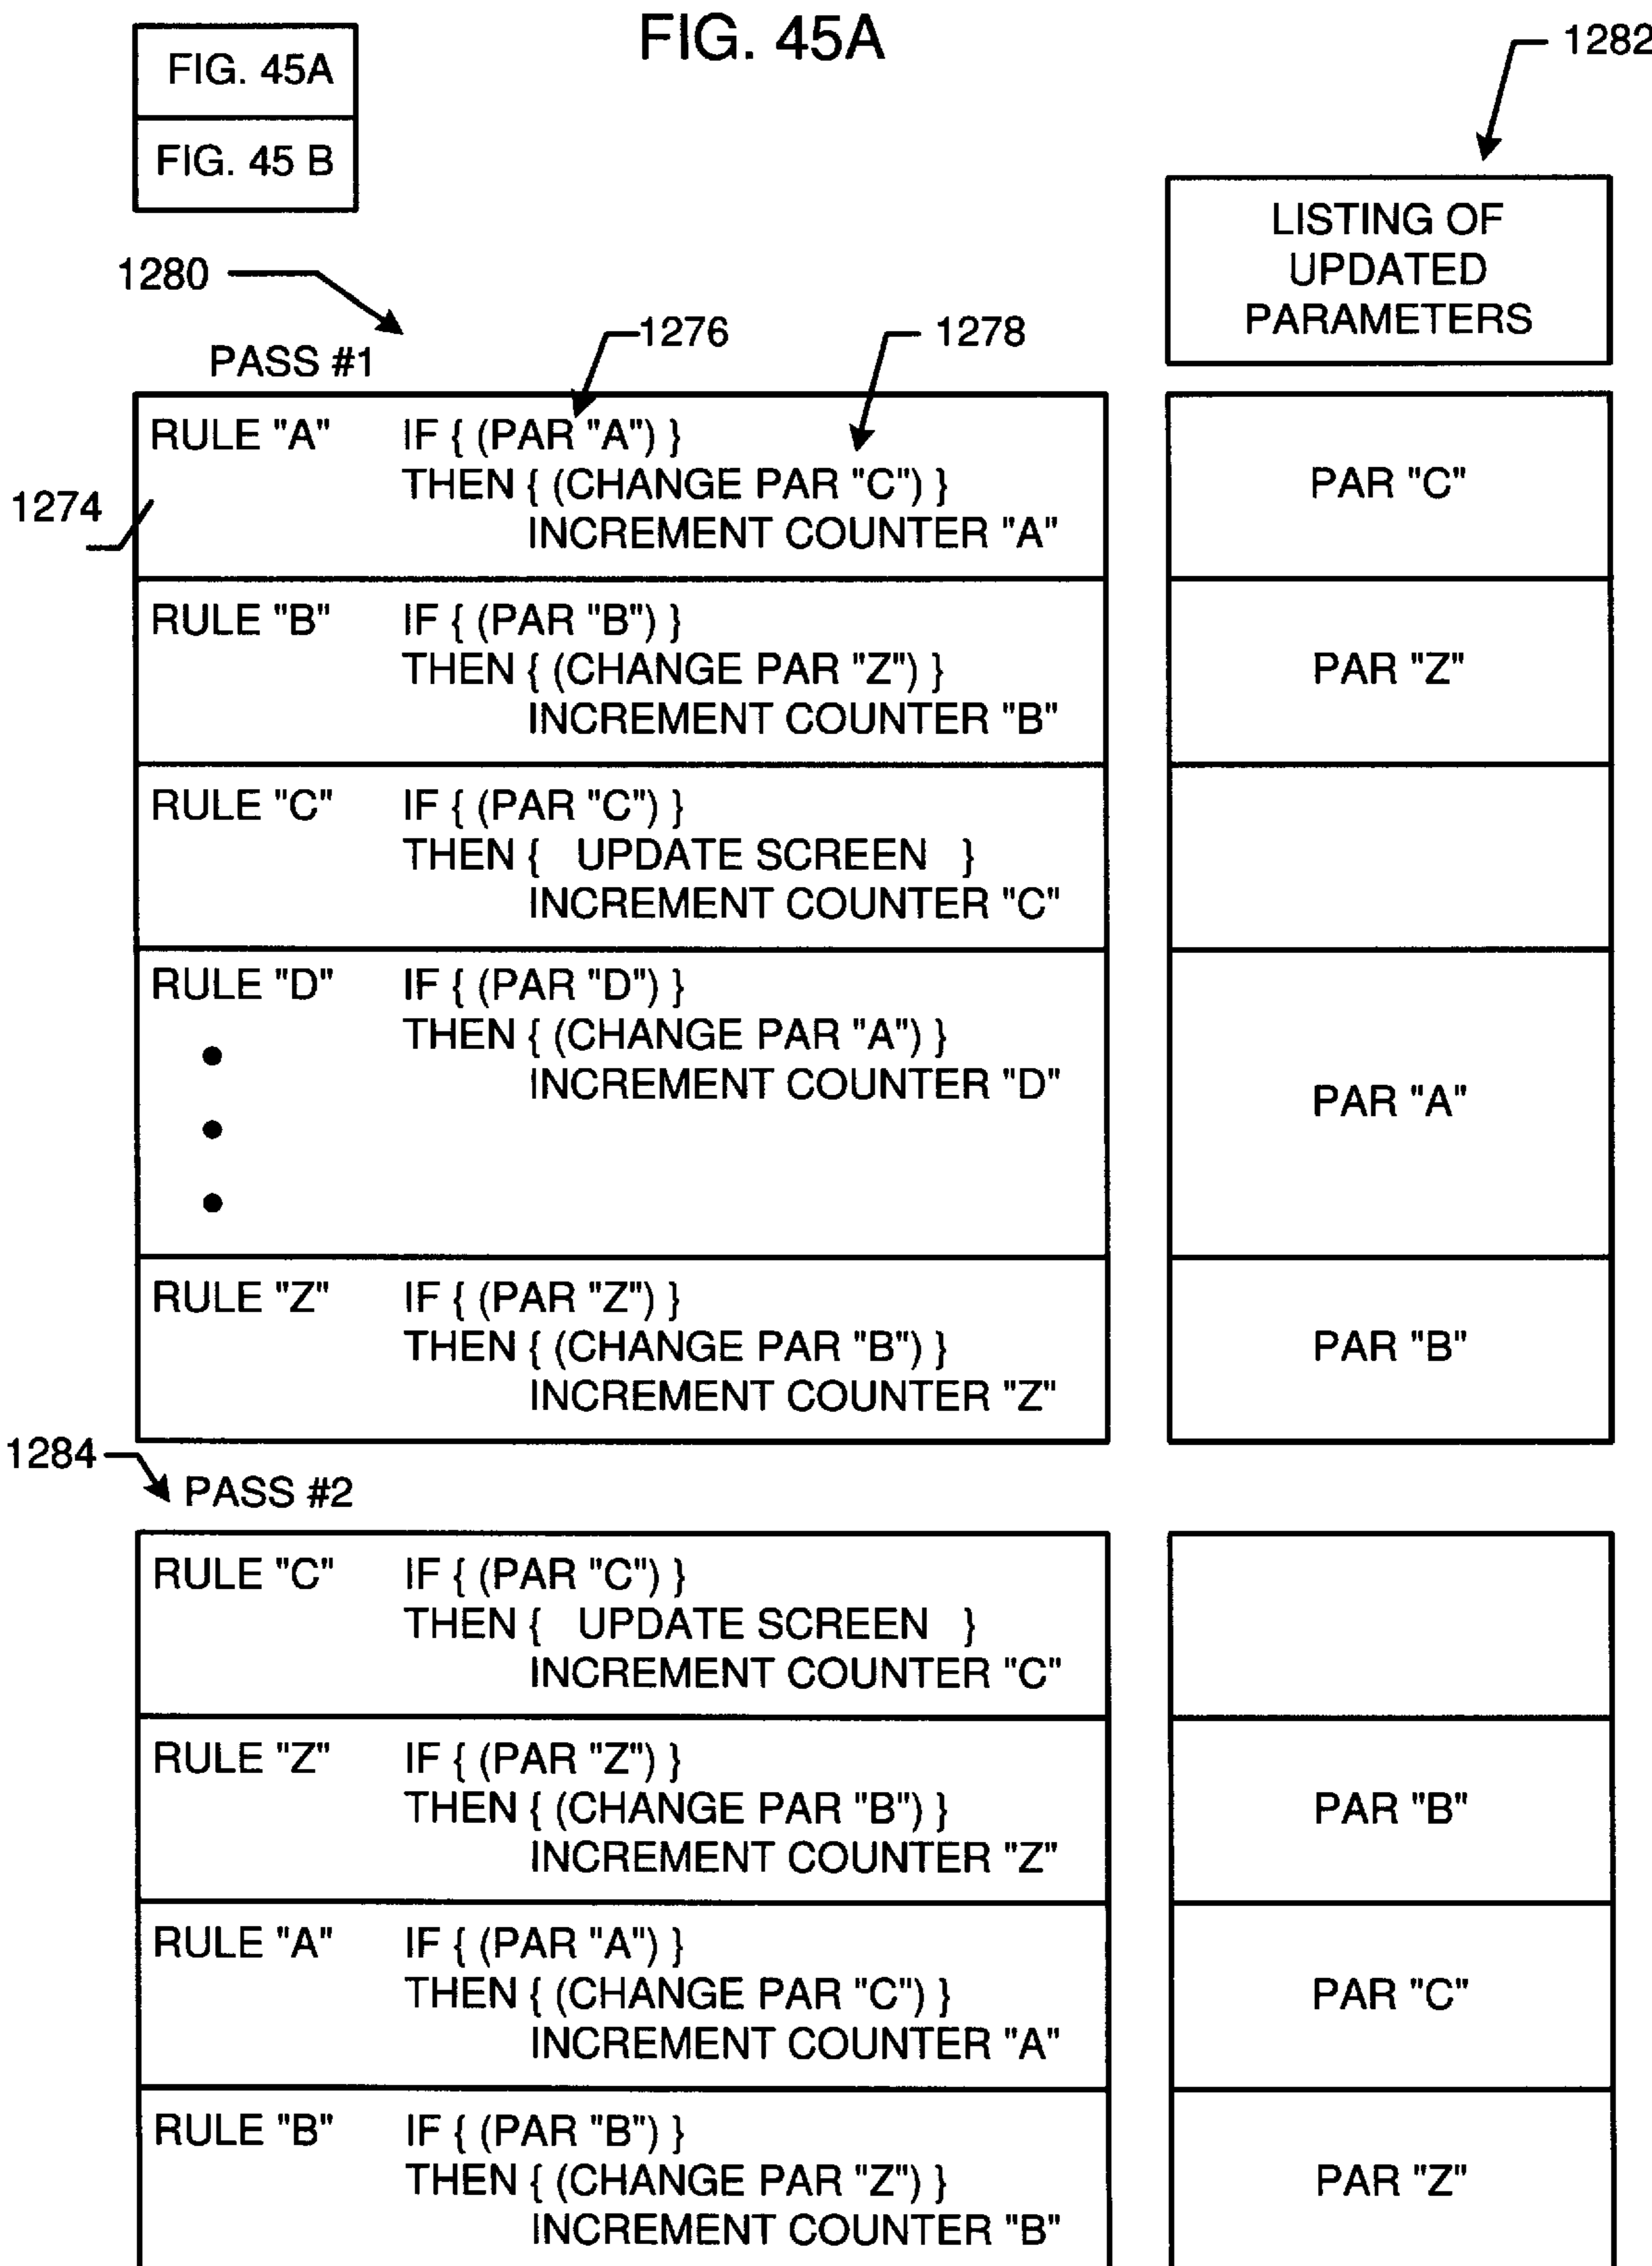 FIG. 45A
FIG. 45A
FIG. 45 B
1282
LISTING OF
UPDATED
PARAMETERS
1280
1276
1278
PASS #1
1274
RULE "A" IF { (PAR "A") }
THEN { (CHANGE PAR "C") }
INCREMENT COUNTER "A"
PAR "C"
RULE "B" IF { (PAR "B") }
THEN { (CHANGE PAR "Z") }
INCREMENT COUNTER "B"
PAR "Z"
RULE "C" IF { (PAR "C") }
THEN { UPDATE SCREEN }
INCREMENT COUNTER "C"
RULE "D" IF { (PAR "D") }
THEN { (CHANGE PAR "A") }
INCREMENT COUNTER "D"
PAR "A"
RULE "Z" IF { (PAR "Z") }
THEN { (CHANGE PAR "B") }
INCREMENT COUNTER "Z"
PAR "B"
1284
PASS #2
RULE "C" IF { (PAR "C") }
THEN { UPDATE SCREEN }
INCREMENT COUNTER "C"
RULE "Z" IF { (PAR "Z") }
THEN { (CHANGE PAR "B") }
INCREMENT COUNTER "Z"
PAR "B"
RULE "A" IF { (PAR "A") }
THEN { (CHANGE PAR "C") }
INCREMENT COUNTER "A"
PAR "C"
RULE "B" IF { (PAR "B") }
THEN { (CHANGE PAR "Z") }
INCREMENT COUNTER "B"
PAR "Z"